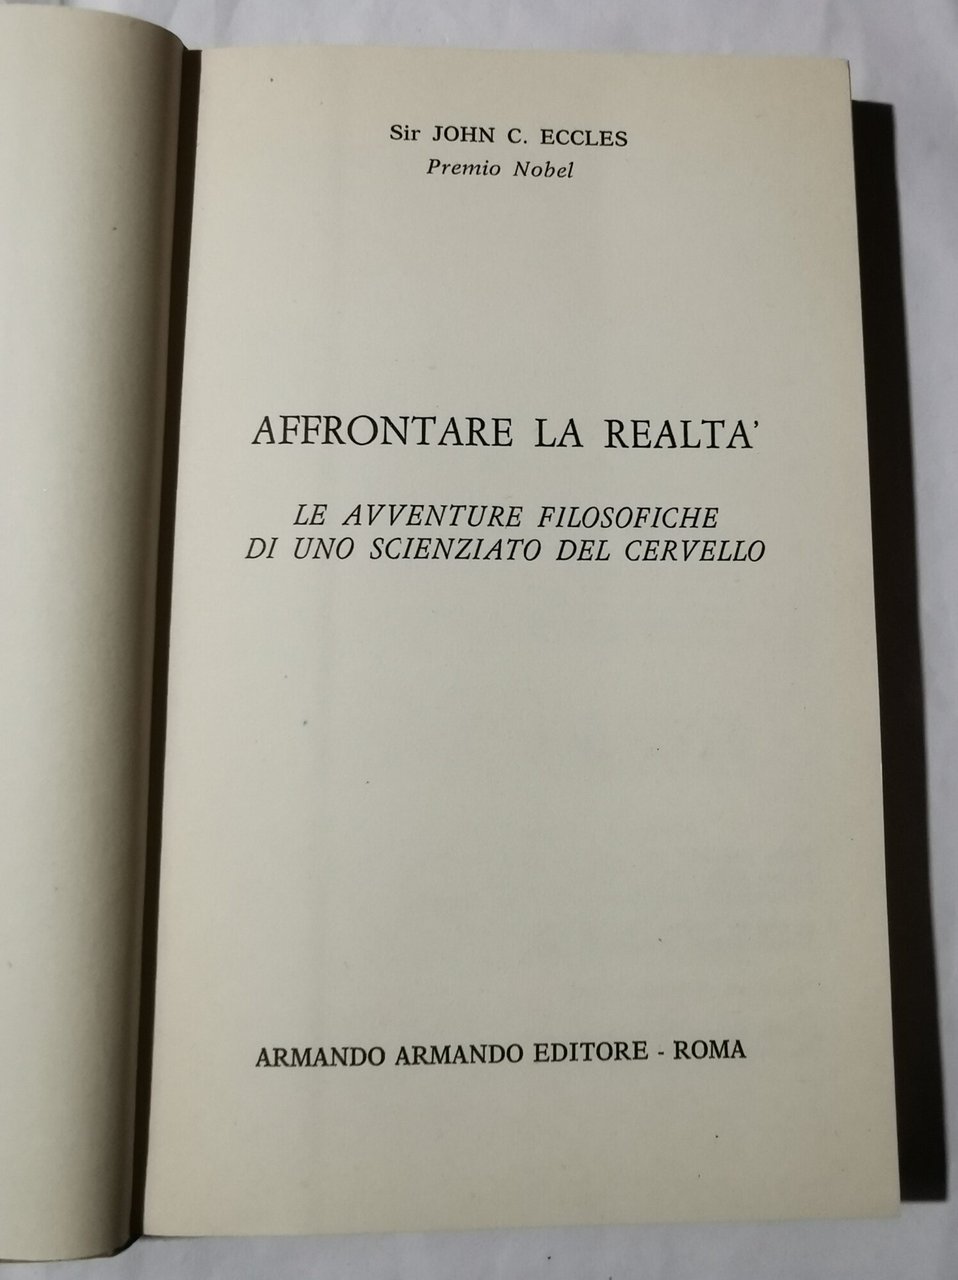 Sir JOHN C. ECCLES
Premio Nobel
AFFRONTARE LA REALTA'
LE AVVENTURE FILOSOFICHE
DI UNO SCIENZIATO DEL CERVELLO
ARMANDO ARMANDO EDITORE - ROMA